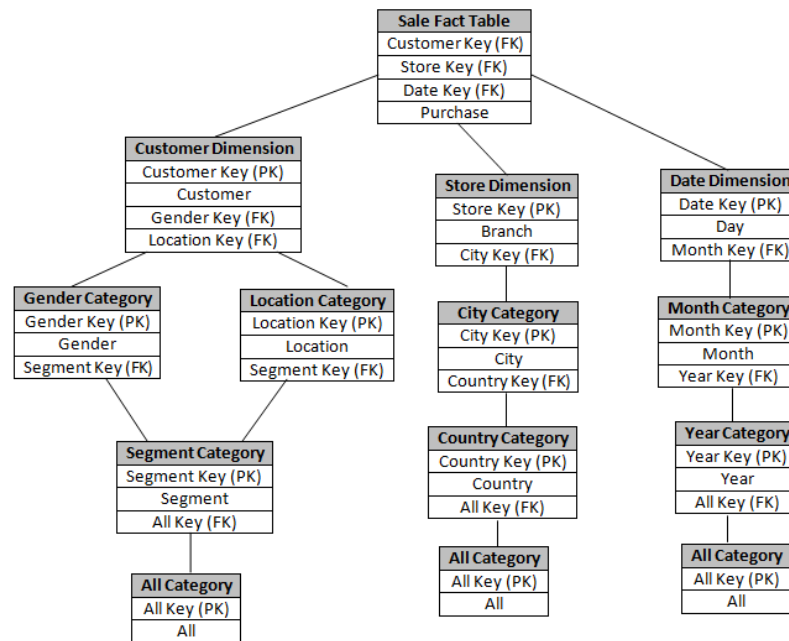 Sale Fact Table
Customer Key (FK)
Store Key (FK)
Date Key (FK)
Purchase
Customer Dimension
Customer Key (PK)
Customer
Gender Key (FK)
Location Key (FK)
Store Dimension
Store Key (PK)
Branch
City Key (FK)
Date Dimension
Date Key (PK)
Day
Month Key (FK)
Gender Category
Gender Key (PK)
Gender
Segment Key (FK)
Location Category
Location Key (PK)
Location
Segment Key (FK)
City Category
City Key (PK)
City
Country Key (FK)
Month Category
Month Key (PK)
Month
Year Key (FK)
Segment Category
Segment Key (PK)
Segment
All Key (FK)
Country Category
Country Key (PK)
Country
All Key (FK)
Year Category
Year Key (PK)
Year
All Key (FK)
All Category
All Key (PK)
All
All Category
All Key (PK)
All
All Category
All Key (PK)
All